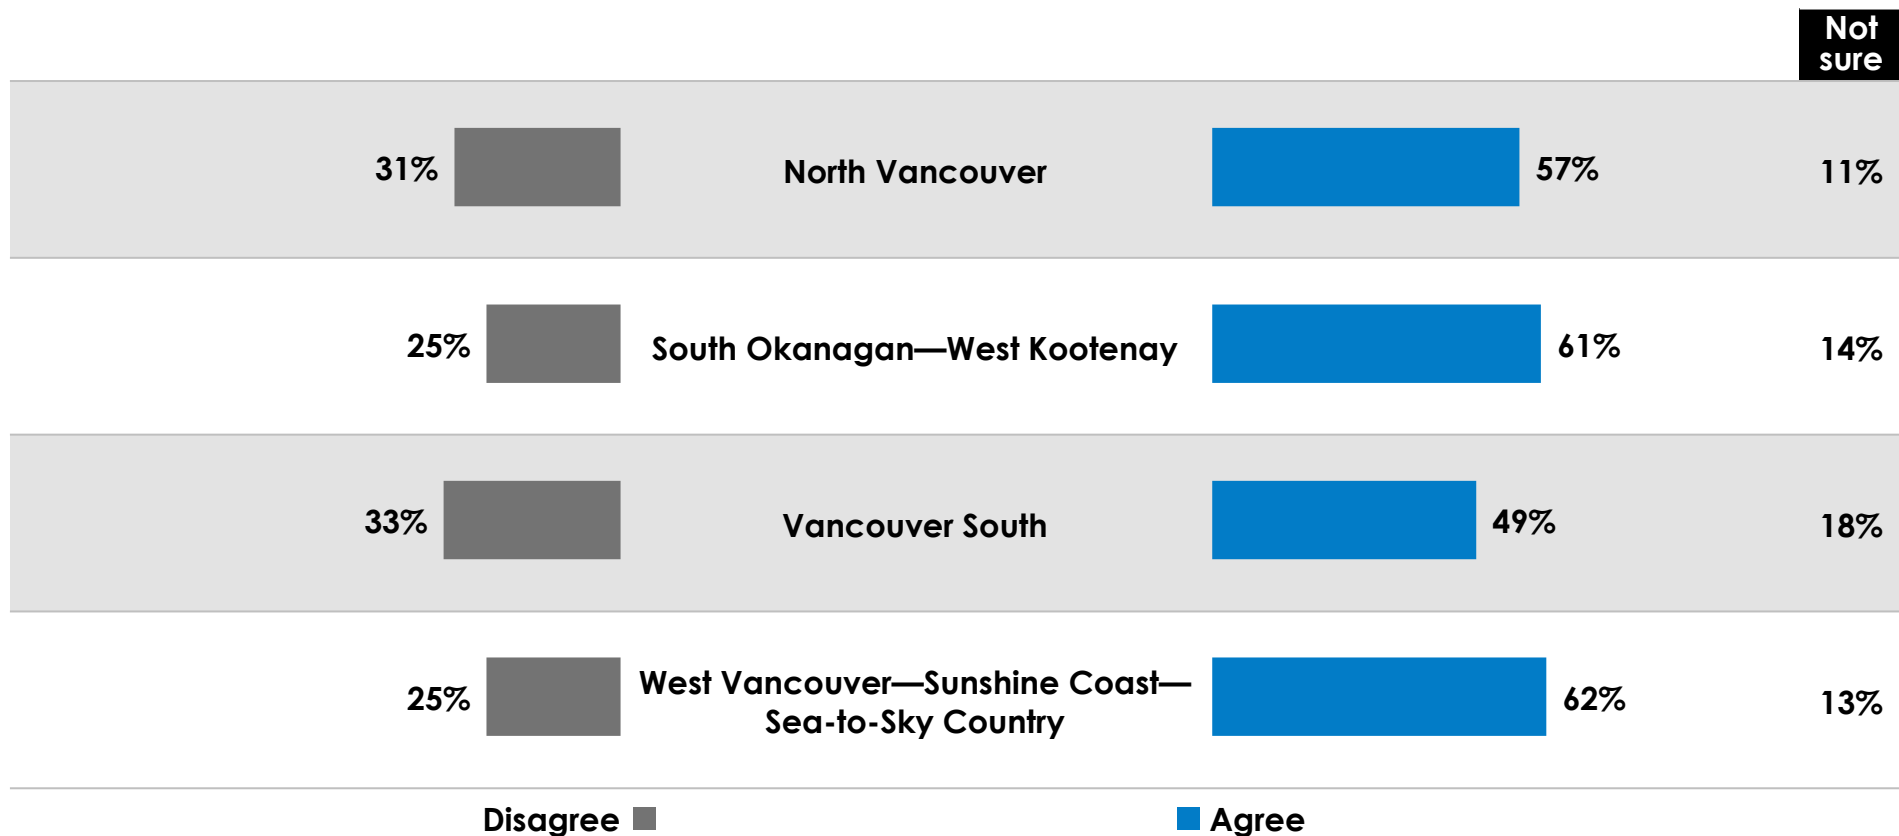 Not
sure
31% North Vancouver 57% 11%
25% South Okanagan—West Kootenay 61% 14%
33% Vancouver South 49% 18%
25% West Vancouver—Sunshine Coast— 62% 13%
Sea-to-Sky Country
Disagree Agree